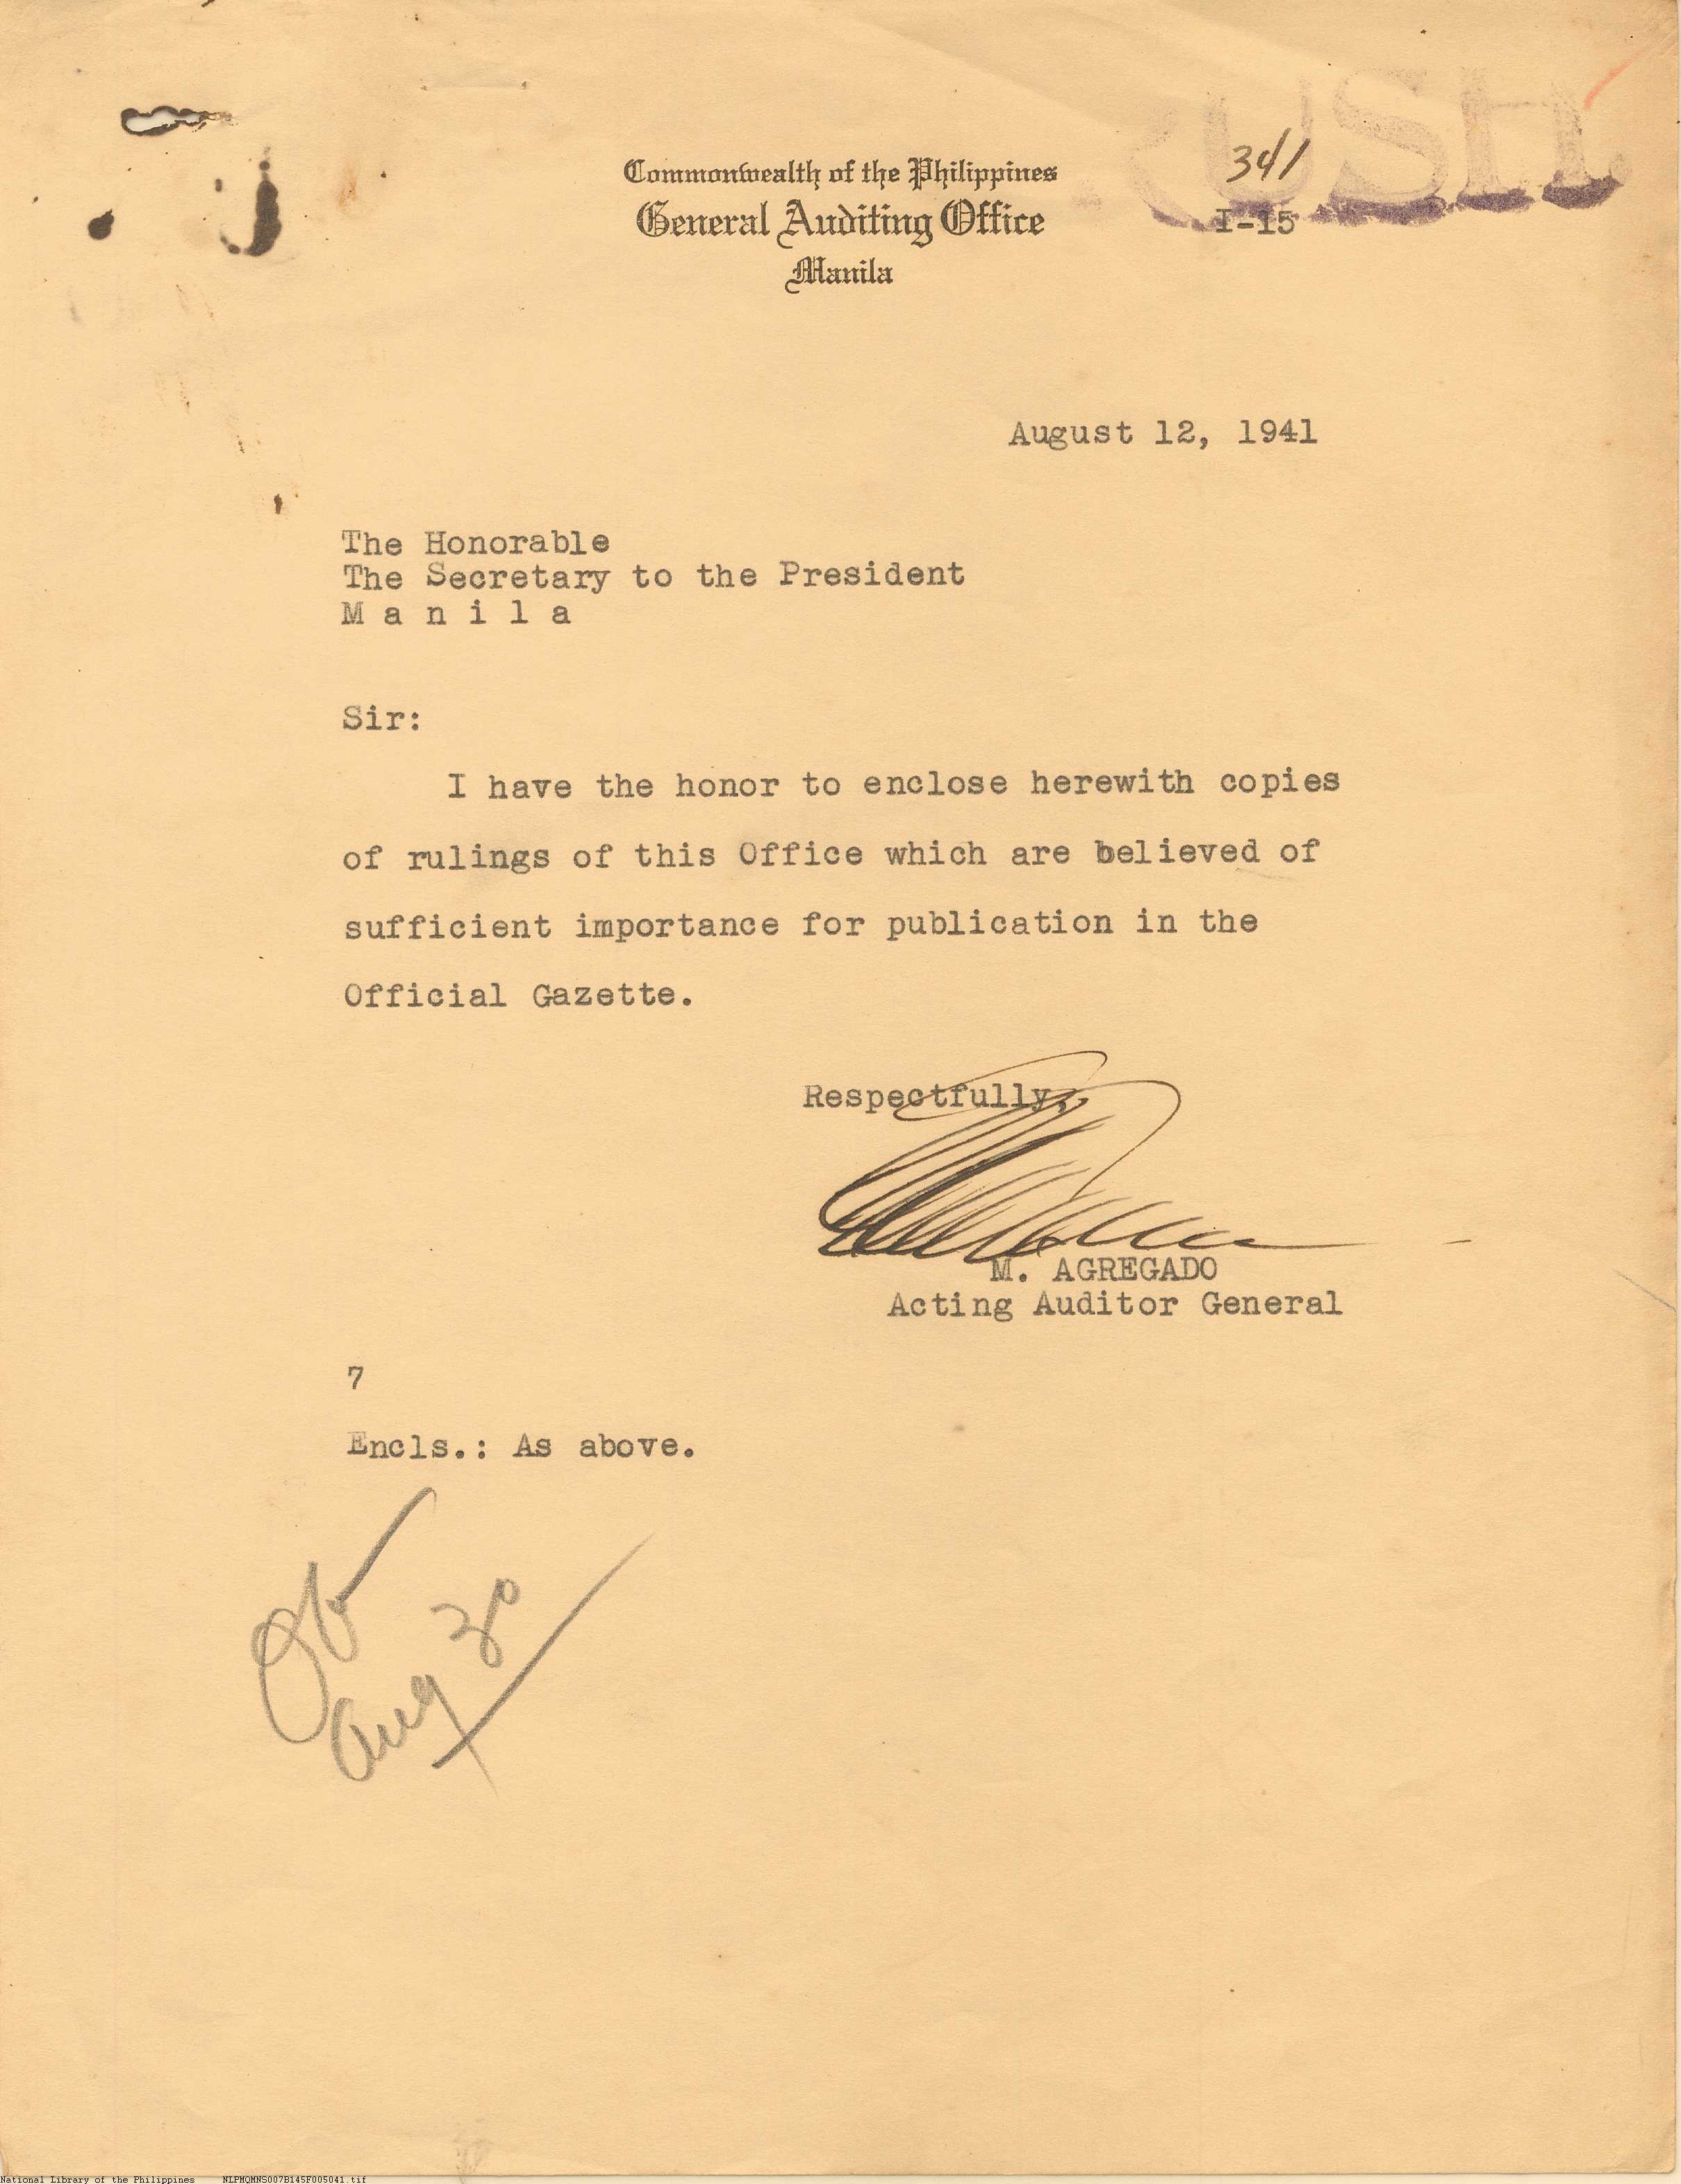 Commonwealth of the Philippines
General Auditing Office
Manila
341
I-15
August 12, 1941
The Honorable
The Secretary to the President
M a n i l a
Sir:
I have the honor to enclose herewith copies
of rulings of this Office which are believed of
sufficient importance for publication in the
Official Gazette.
Respectfully,
M. AGREGADO
Acting Auditor General
7
Encls.: As above.
Aug 30
National Library of the Philippines NLPMQMNS007B145F005041.tif